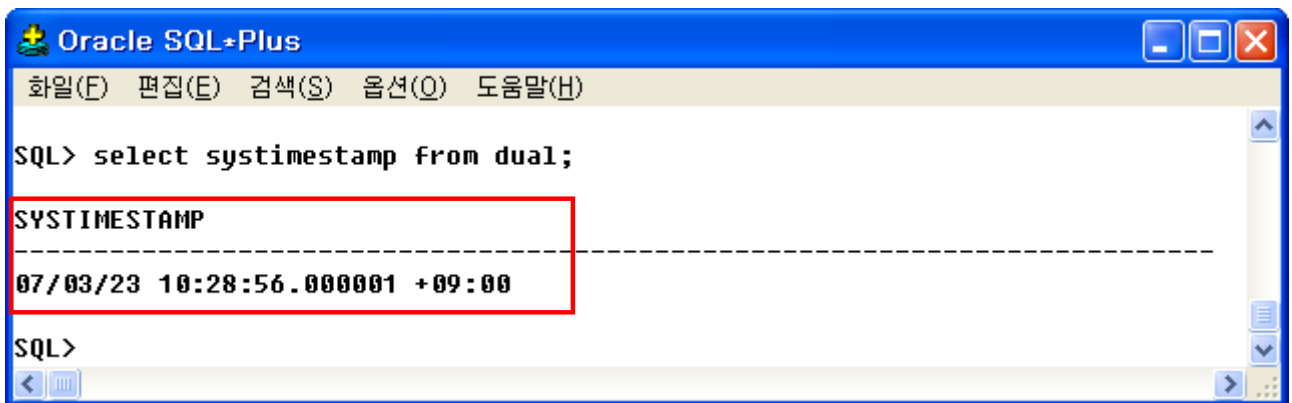 Oracle SQL*Plus
화일(F) 편집(E) 검색(S) 옵션(O) 도움말(H)
SQL> select systimestamp from dual;
SYSTIMESTAMP
---------------------------------------------------------------------------
07/03/23 10:28:56.000001 +09:00
SQL>